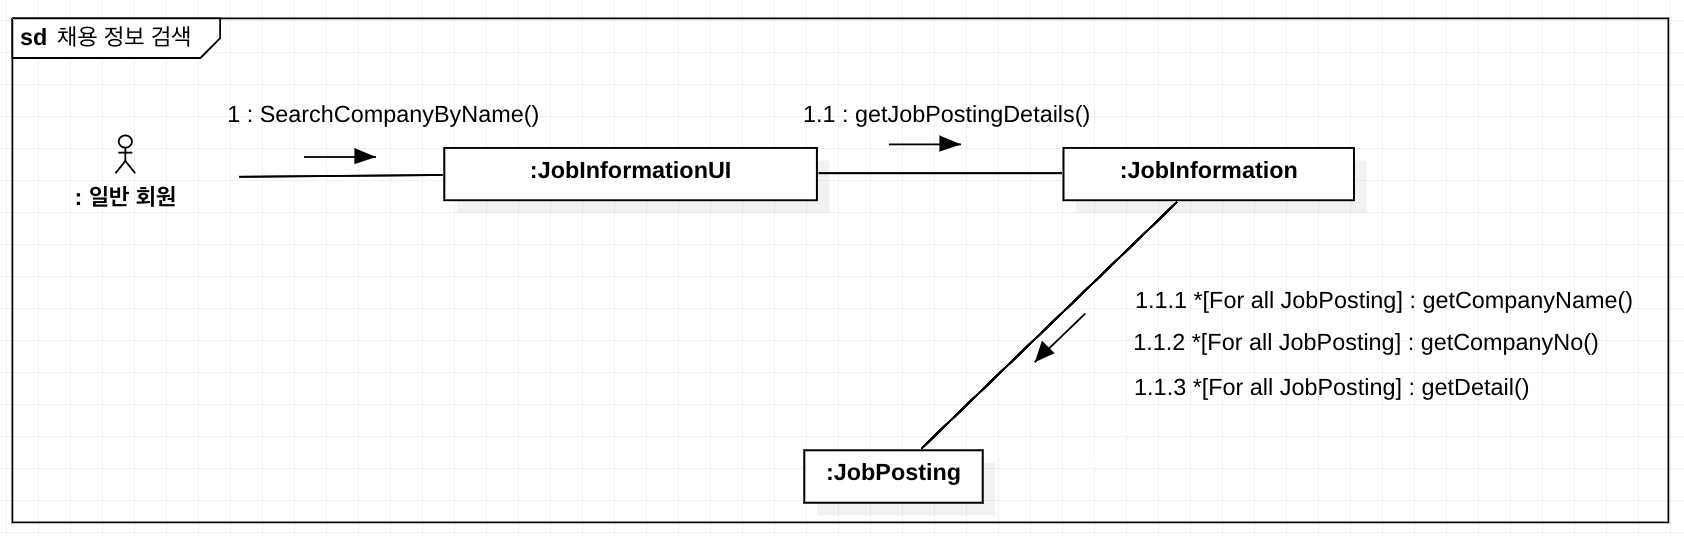 sd 채용 정보 검색
1 : SearchCompanyByName()
1.1 : getJobPostingDetails()
: 일반 회원
:JobInformationUI
:JobInformation
1.1.1 *[For all JobPosting] : getCompanyName()
1.1.2 *[For all JobPosting] : getCompanyNo()
1.1.3 *[For all JobPosting] : getDetail()
:JobPosting